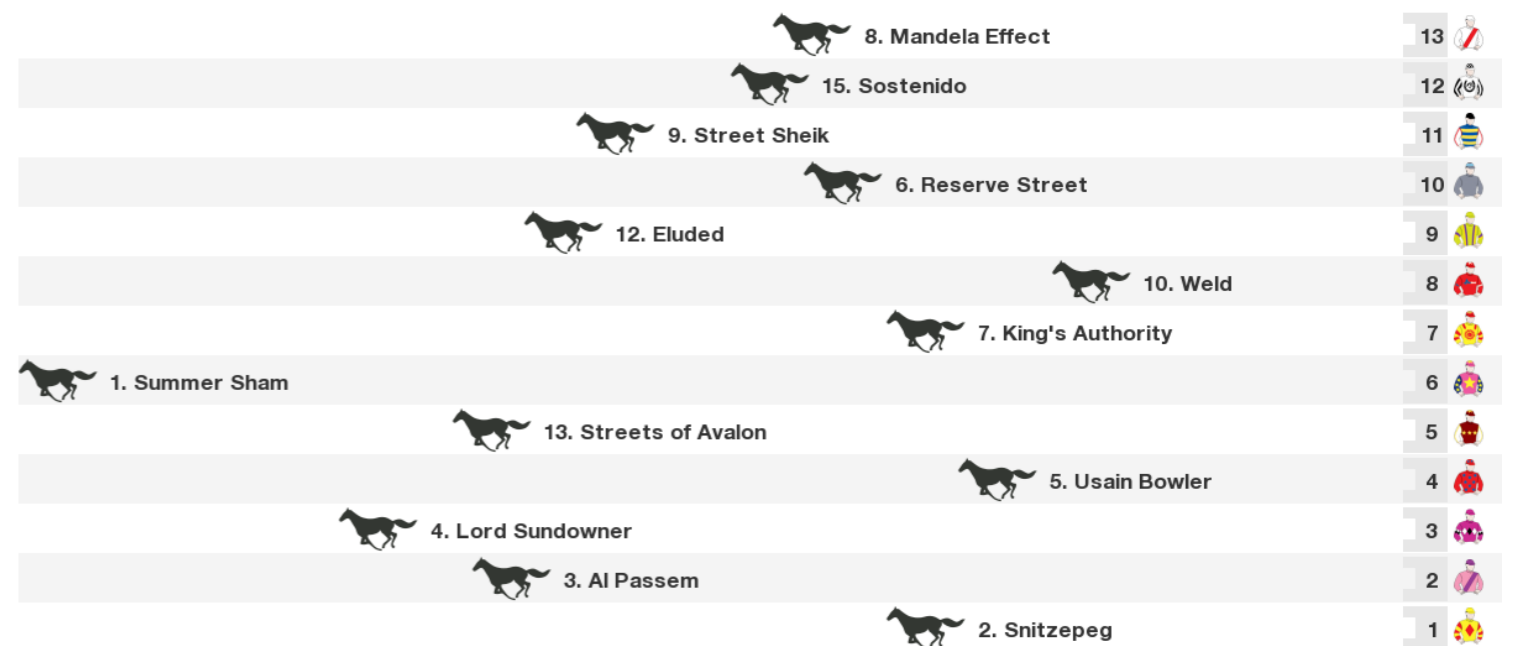 8. Mandela Effect 13
15. Sostenido 12
9. Street Sheik 11
6. Reserve Street 10
12. Eluded 9
10. Weld 8
7. King's Authority 7
1. Summer Sham 6
13. Streets of Avalon 5
5. Usain Bowler 4
4. Lord Sundowner 3
3. Al Passem 2
2. Snitzepeg 1